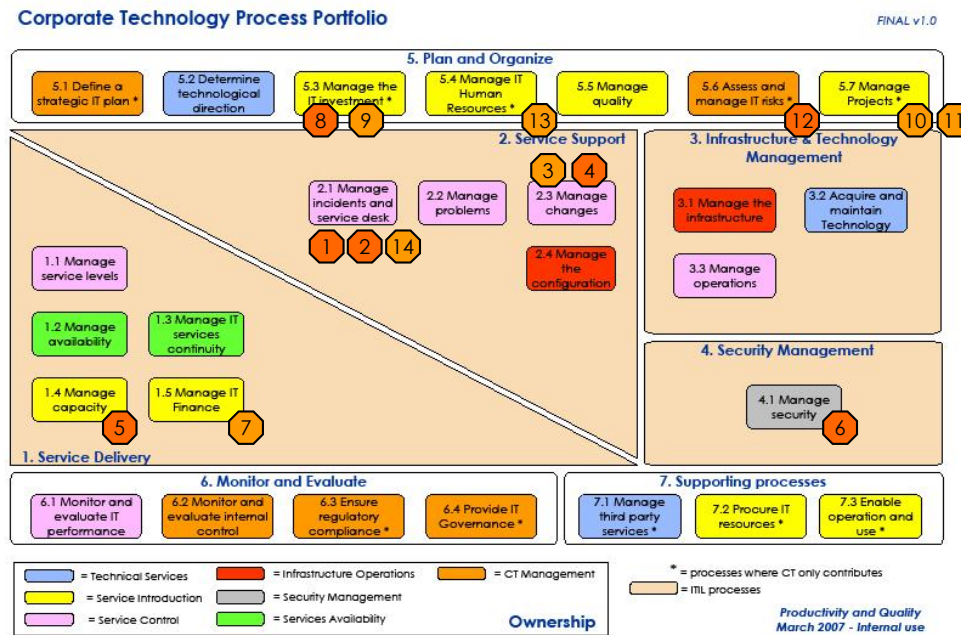 Corporate Technology Process Portfolio
FINAL v1.0
5. Plan and Organize
5.1 Define a
strategic IT plan *
5.2 Determine
technological
direction
5.3 Manage the
IT investment *
5.4 Manage IT
Human
Resources *
5.5 Manage
quality
5.6 Assess and
manage IT risks *
5.7 Manage
Projects *
8
9
13
12
10
11
2. Service Support
3
4
2.1 Manage
incidents and
service desk
2.2 Manage
problems
2.3 Manage
changes
1
2
14
2.4 Manage
the
configuration
3. Infrastructure & Technology
Management
3.1 Manage the
infrastructure
3.2 Acquire and
maintain
Technology
3.3 Manage
operations
1.1 Manage
service levels
1.2 Manage
availability
1.3 Manage IT
services
continuity
1.4 Manage
capacity
5
1.5 Manage IT
Finance
7
1. Service Delivery
4. Security Management
4.1 Manage
security
6
6. Monitor and Evaluate
6.1 Monitor and
evaluate IT
performance
6.2 Monitor and
evaluate internal
control
6.3 Ensure
regulatory
compliance *
6.4 Provide IT
Governance *
7. Supporting processes
7.1 Manage
third party
services *
7.2 Procure IT
resources *
7.3 Enable
operation and
use *
= Technical Services
= Service Introduction
= Service Control
= Infrastructure Operations
= Security Management
= Services Availability
= CT Management
Ownership
* = processes where CT only contributes
= ITIL processes
Productivity and Quality
March 2007 - Internal use